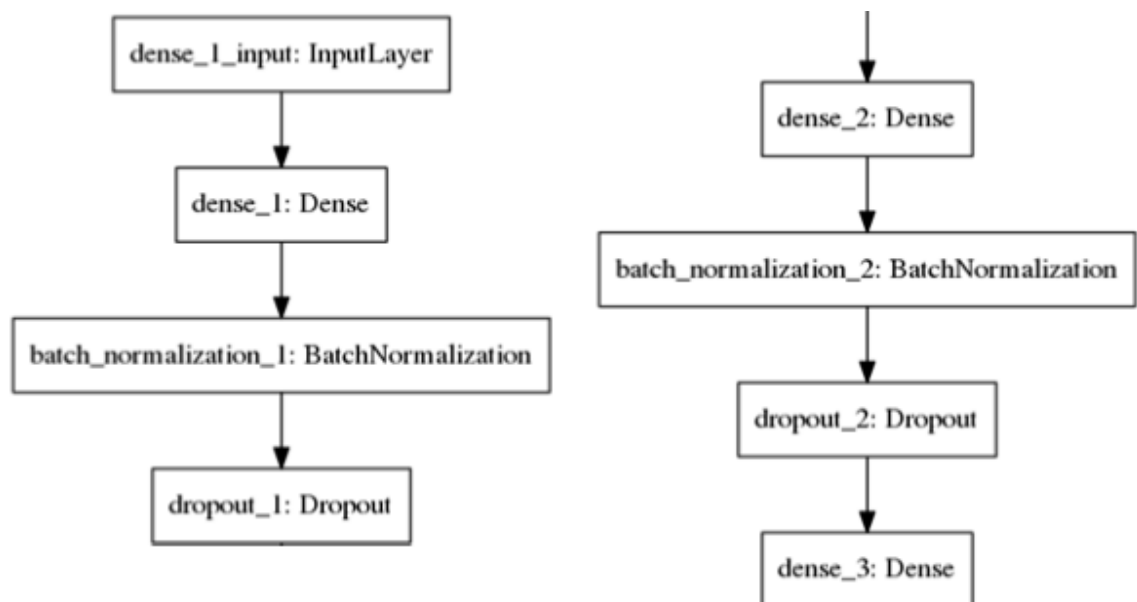 dense_1_input: InputLayer
dense_1: Dense
batch_normalization_1: BatchNormalization
dropout_1: Dropout
dense_2: Dense
batch_normalization_2: BatchNormalization
dropout_2: Dropout
dense_3: Dense